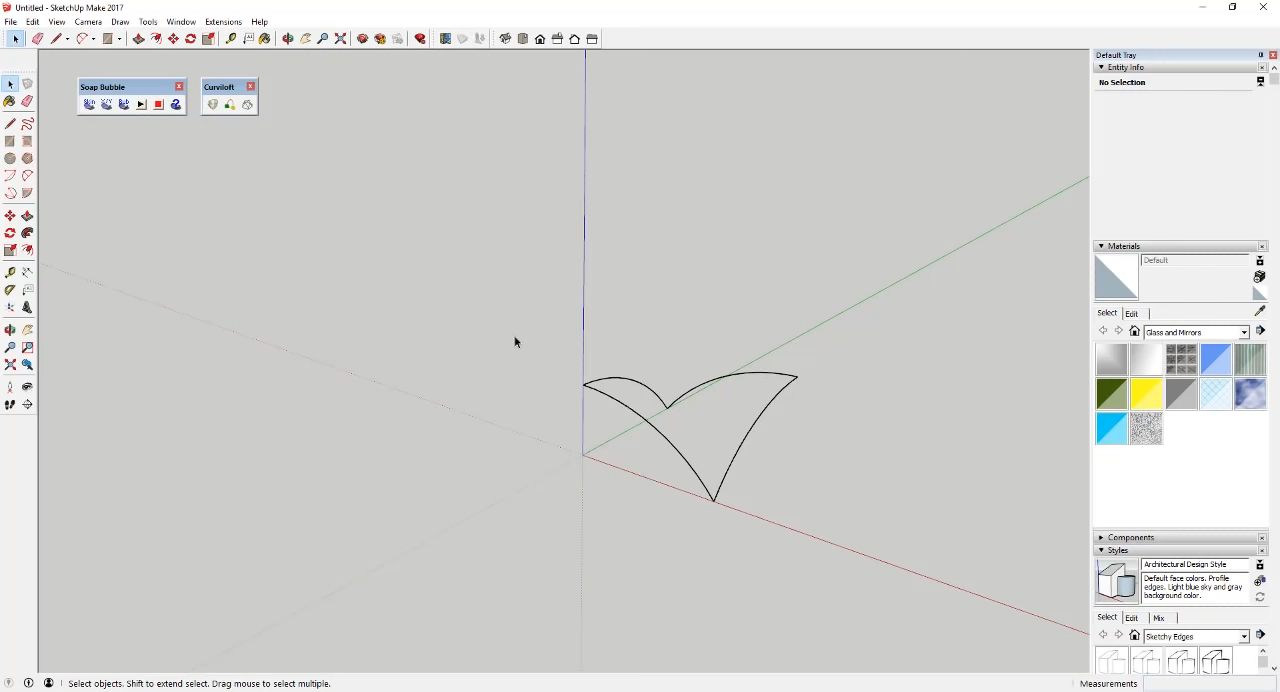 Untitled - SketchUp Make 2017
File Edit View Camera Draw Tools Window Extensions Help
Default Tray
Entity Info
No Selection
Soap Bubble
Curviloft
Skin X/Y Bub
Materials
Default
Select Edit
Glass and Mirrors
Components
Styles
Architectural Design Style
Default face colors. Profile
edges. Light blue sky and gray
background color.
Select Edit Mix
Sketchy Edges
Select objects. Shift to extend select. Drag mouse to select multiple.
Measurements